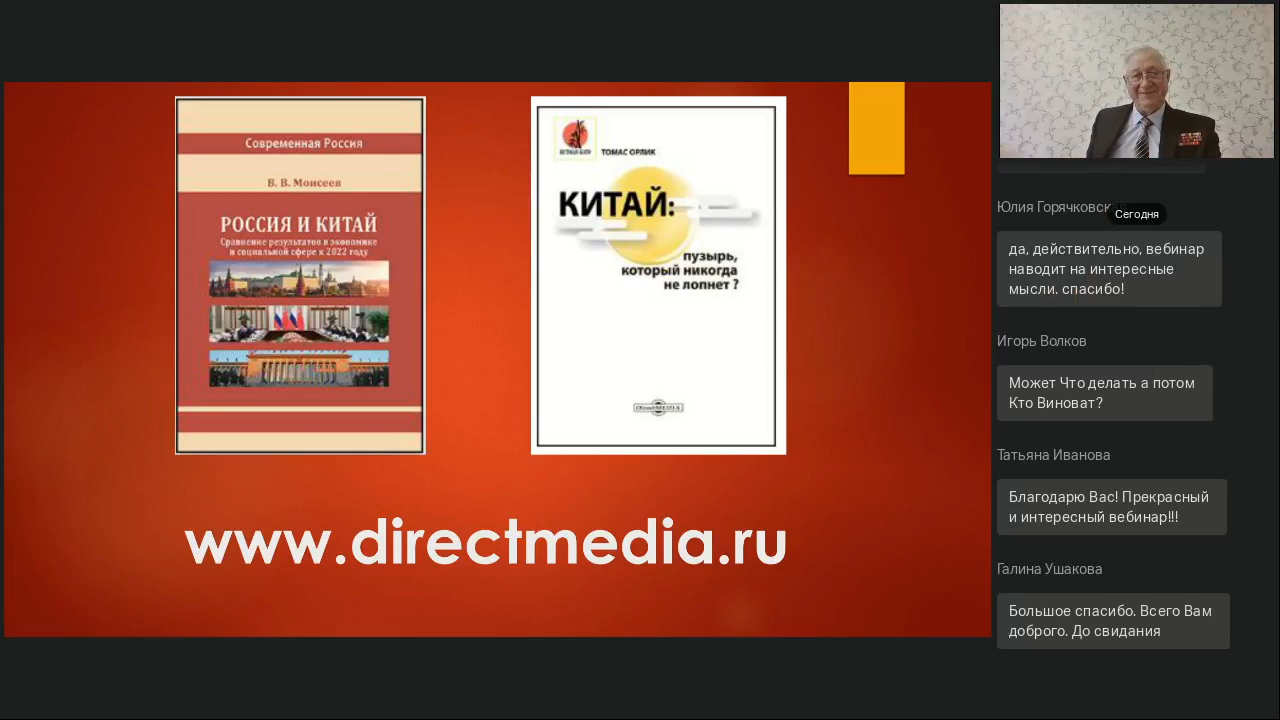 Современная Россия
В. В. Моисеев
РОССИЯ И КИТАЙ
Сравнение результатов в экономике
и социальной сфере к 2022 году
ТОМАС ОРЛИК
КИТАЙ:
пузырь,
который никогда
не лопнет ?
DirectMEDIA
www.directmedia.ru
Сегодня
да, действительно, вебинар
наводит на интересные
мысли. спасибо!
Игорь Волков
Может Что делать а потом
Кто Виноват?
Татьяна Иванова
Благодарю Вас! Прекрасный
и интересный вебинар!!!
Галина Ушакова
Большое спасибо. Всего Вам
доброго. До свидания